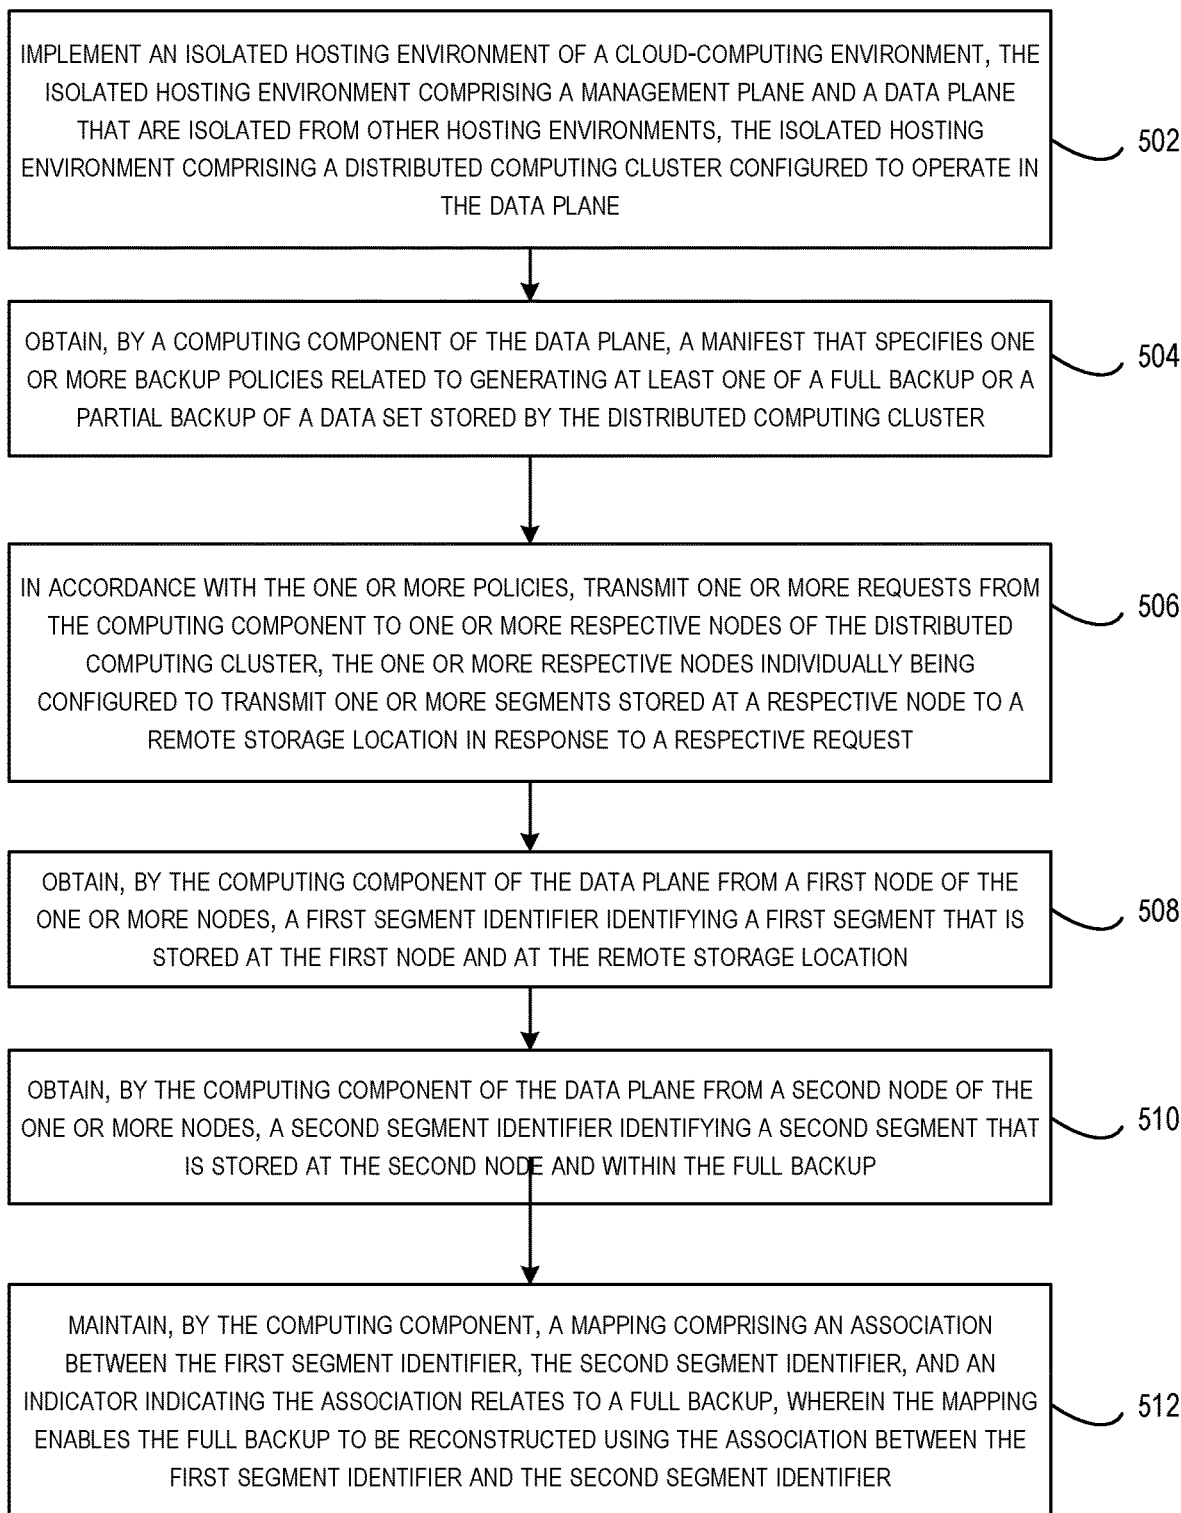 IMPLEMENT AN ISOLATED HOSTING ENVIRONMENT OF A CLOUD-COMPUTING ENVIRONMENT, THE
ISOLATED HOSTING ENVIRONMENT COMPRISING A MANAGEMENT PLANE AND A DATA PLANE
THAT ARE ISOLATED FROM OTHER HOSTING ENVIRONMENTS, THE ISOLATED HOSTING
ENVIRONMENT COMPRISING A DISTRIBUTED COMPUTING CLUSTER CONFIGURED TO OPERATE IN
THE DATA PLANE
502
OBTAIN, BY A COMPUTING COMPONENT OF THE DATA PLANE, A MANIFEST THAT SPECIFIES ONE
OR MORE BACKUP POLICIES RELATED TO GENERATING AT LEAST ONE OF A FULL BACKUP OR A
PARTIAL BACKUP OF A DATA SET STORED BY THE DISTRIBUTED COMPUTING CLUSTER
504
IN ACCORDANCE WITH THE ONE OR MORE POLICIES, TRANSMIT ONE OR MORE REQUESTS FROM
THE COMPUTING COMPONENT TO ONE OR MORE RESPECTIVE NODES OF THE DISTRIBUTED
COMPUTING CLUSTER, THE ONE OR MORE RESPECTIVE NODES INDIVIDUALLY BEING
CONFIGURED TO TRANSMIT ONE OR MORE SEGMENTS STORED AT A RESPECTIVE NODE TO A
REMOTE STORAGE LOCATION IN RESPONSE TO A RESPECTIVE REQUEST
506
OBTAIN, BY THE COMPUTING COMPONENT OF THE DATA PLANE FROM A FIRST NODE OF THE
ONE OR MORE NODES, A FIRST SEGMENT IDENTIFIER IDENTIFYING A FIRST SEGMENT THAT IS
STORED AT THE FIRST NODE AND AT THE REMOTE STORAGE LOCATION
508
OBTAIN, BY THE COMPUTING COMPONENT OF THE DATA PLANE FROM A SECOND NODE OF THE
ONE OR MORE NODES, A SECOND SEGMENT IDENTIFIER IDENTIFYING A SECOND SEGMENT THAT
IS STORED AT THE SECOND NODE AND WITHIN THE FULL BACKUP
510
MAINTAIN, BY THE COMPUTING COMPONENT, A MAPPING COMPRISING AN ASSOCIATION
BETWEEN THE FIRST SEGMENT IDENTIFIER, THE SECOND SEGMENT IDENTIFIER, AND AN
INDICATOR INDICATING THE ASSOCIATION RELATES TO A FULL BACKUP, WHEREIN THE MAPPING
ENABLES THE FULL BACKUP TO BE RECONSTRUCTED USING THE ASSOCIATION BETWEEN THE
FIRST SEGMENT IDENTIFIER AND THE SECOND SEGMENT IDENTIFIER
512